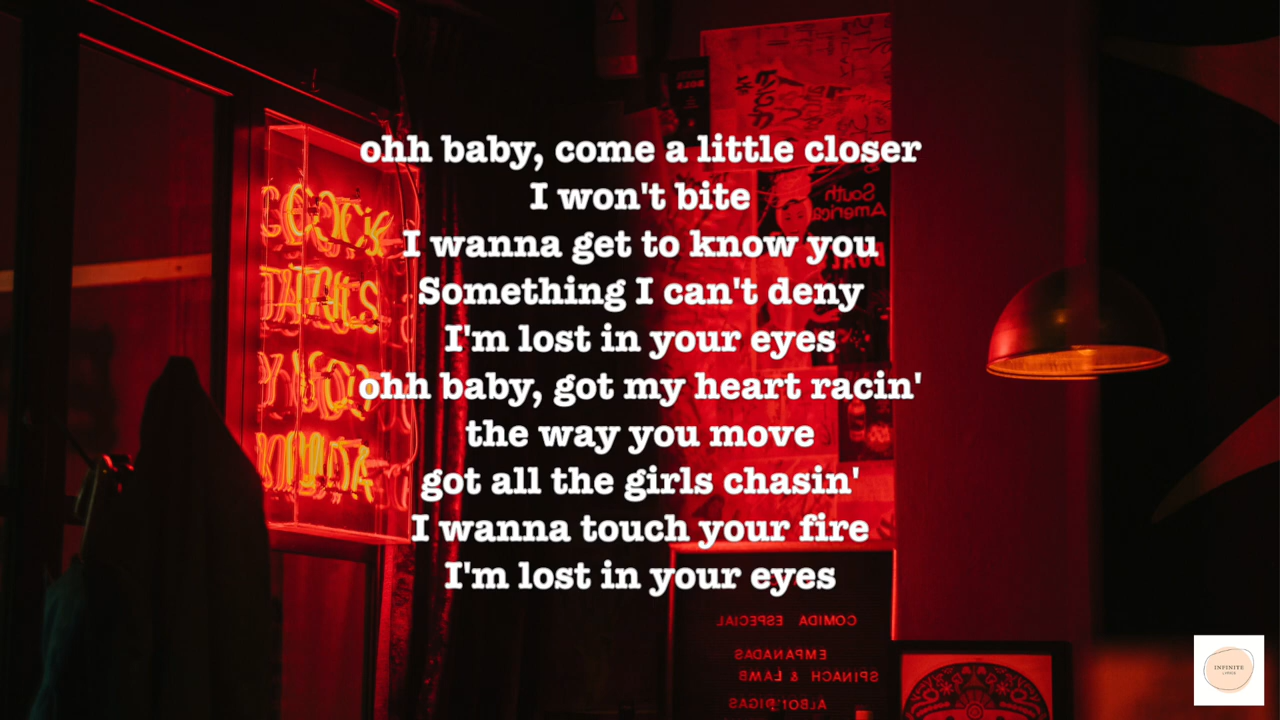 ohh baby, come a little closer
I won't bite
I wanna get to know you
Something I can't deny
I'm lost in your eyes
ohh baby, got my heart racin'
the way you move
got all the girls chasin'
I wanna touch your fire
I'm lost in your eyes
South
America
COMIDA ESPECIAL
EMPANADAS
SPINACH & LAMB
INFINITE